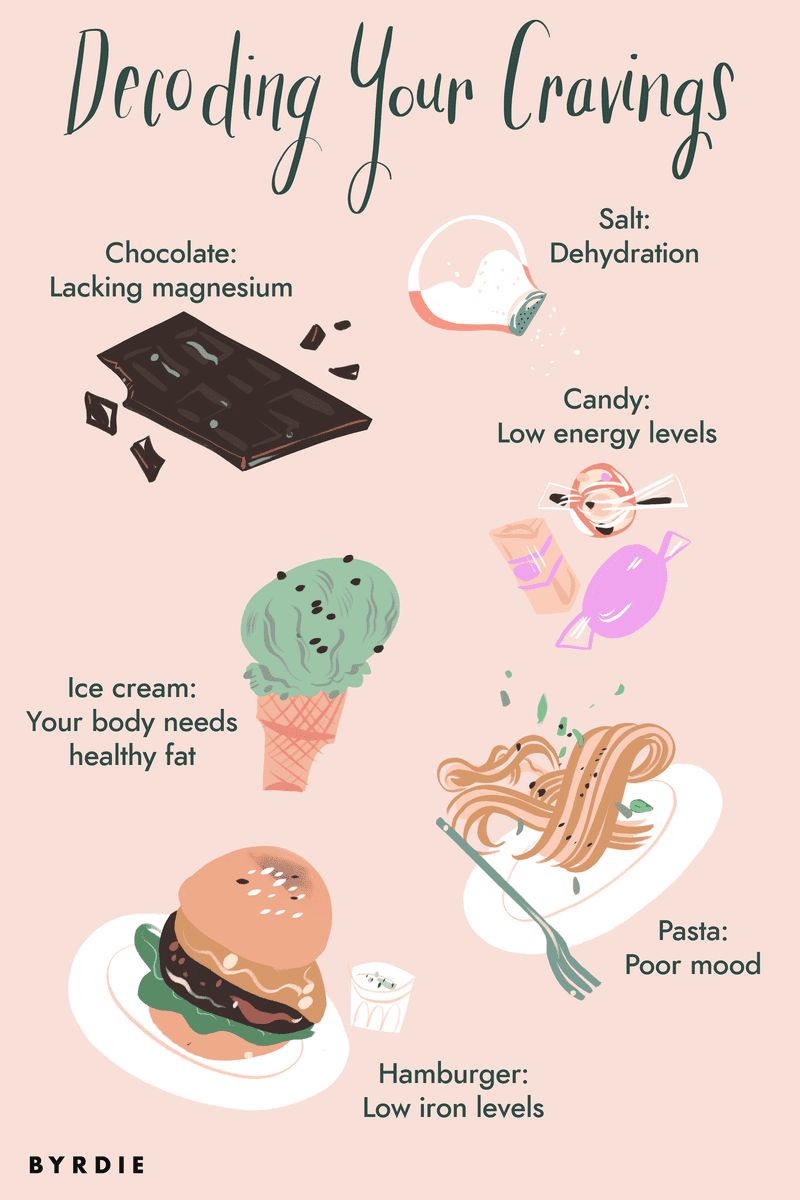 Decoding Your Cravings
Chocolate:
Lacking magnesium
Salt:
Dehydration
Candy:
Low energy levels
Ice cream:
Your body needs
healthy fat
Pasta:
Poor mood
Hamburger:
Low iron levels
BYRDIE